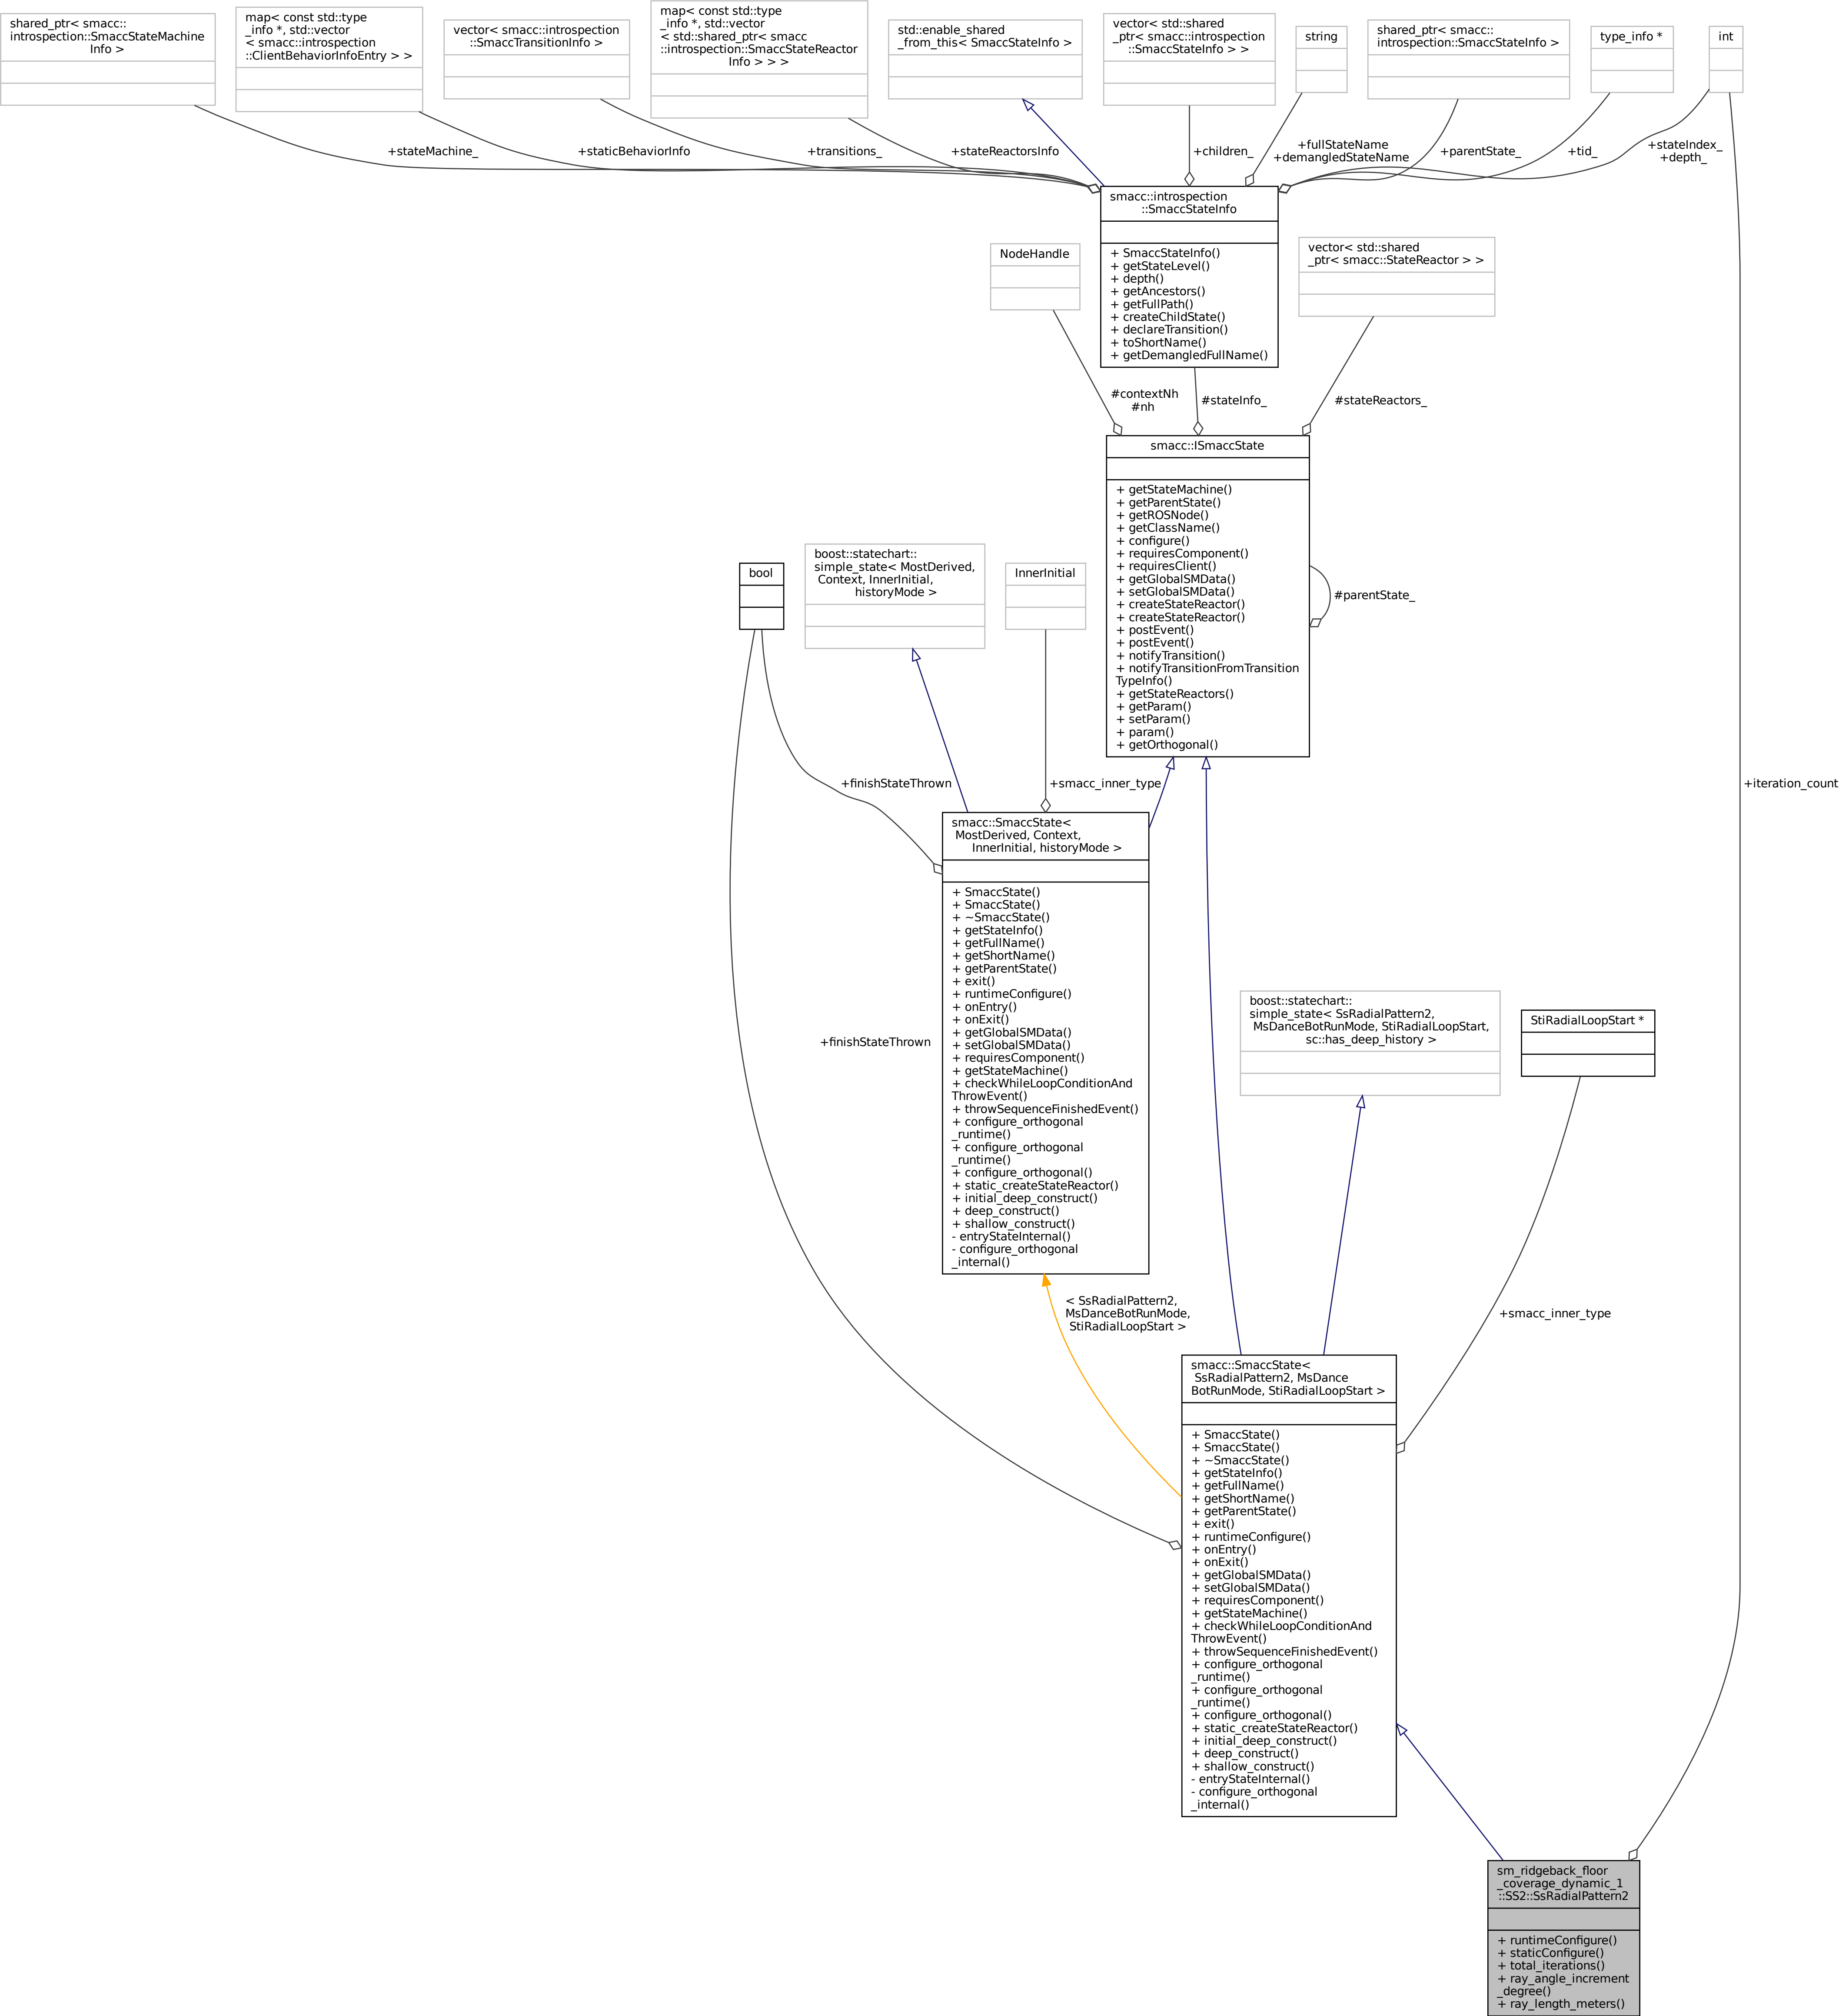 shared_ptr< smacc::
introspection::SmaccStateMachine
Info >
map< const std::type
_info *, std::vector
< smacc::introspection
::ClientBehaviorInfoEntry > >
vector< smacc::introspection
::SmaccTransitionInfo >
map< const std::type
_info *, std::vector
< std::shared_ptr< smacc
::introspection::SmaccStateReactor
Info > > >
std::enable_shared
_from_this< SmaccStateInfo >
vector< std::shared
_ptr< smacc::introspection
::SmaccStateInfo > >
string
shared_ptr< smacc::
introspection::SmaccStateInfo >
type_info *
int
+stateMachine_
+staticBehaviorInfo
+transitions_
+stateReactorsInfo
+children_
+fullStateName
+demangledStateName
+parentState_
+tid_
+stateIndex_
+depth_
smacc::introspection
::SmaccStateInfo
+ SmaccStateInfo()
+ getStateLevel()
+ depth()
+ getAncestors()
+ getFullPath()
+ createChildState()
+ declareTransition()
+ toShortName()
+ getDemangledFullName()
NodeHandle
vector< std::shared
_ptr< smacc::StateReactor > >
#contextNh
#nh
#stateInfo_
#stateReactors_
smacc::ISmaccState
+ getStateMachine()
+ getParentState()
+ getROSNode()
+ getClassName()
+ configure()
+ requiresComponent()
+ requiresClient()
+ getGlobalSMData()
+ setGlobalSMData()
+ createStateReactor()
+ createStateReactor()
+ postEvent()
+ postEvent()
+ notifyTransition()
+ notifyTransitionFromTransition
TypeInfo()
+ getStateReactors()
+ getParam()
+ setParam()
+ param()
+ getOrthogonal()
#parentState_
bool
boost::statechart::
simple_state< MostDerived,
Context, InnerInitial,
historyMode >
InnerInitial
+finishStateThrown
+smacc_inner_type
+iteration_count
smacc::SmaccState<
MostDerived, Context,
InnerInitial, historyMode >
+ SmaccState()
+ SmaccState()
+ ~SmaccState()
+ getStateInfo()
+ getFullName()
+ getShortName()
+ getParentState()
+ exit()
+ runtimeConfigure()
+ onEntry()
+ onExit()
+ getGlobalSMData()
+ setGlobalSMData()
+ requiresComponent()
+ getStateMachine()
+ checkWhileLoopConditionAnd
ThrowEvent()
+ throwSequenceFinishedEvent()
+ configure_orthogonal
_runtime()
+ configure_orthogonal
_runtime()
+ configure_orthogonal()
+ static_createStateReactor()
+ initial_deep_construct()
+ deep_construct()
+ shallow_construct()
- entryStateInternal()
- configure_orthogonal
_internal()
+finishStateThrown
boost::statechart::
simple_state< SsRadialPattern2,
MsDanceBotRunMode, StiRadialLoopStart,
sc::has_deep_history >
StiRadialLoopStart *
< SsRadialPattern2,
MsDanceBotRunMode,
StiRadialLoopStart >
+smacc_inner_type
smacc::SmaccState<
SsRadialPattern2, MsDance
BotRunMode, StiRadialLoopStart >
+ SmaccState()
+ SmaccState()
+ ~SmaccState()
+ getStateInfo()
+ getFullName()
+ getShortName()
+ getParentState()
+ exit()
+ runtimeConfigure()
+ onEntry()
+ onExit()
+ getGlobalSMData()
+ setGlobalSMData()
+ requiresComponent()
+ getStateMachine()
+ checkWhileLoopConditionAnd
ThrowEvent()
+ throwSequenceFinishedEvent()
+ configure_orthogonal
_runtime()
+ configure_orthogonal
_runtime()
+ configure_orthogonal()
+ static_createStateReactor()
+ initial_deep_construct()
+ deep_construct()
+ shallow_construct()
- entryStateInternal()
- configure_orthogonal
_internal()
sm_ridgeback_floor
_coverage_dynamic_1
::SS2::SsRadialPattern2
+ runtimeConfigure()
+ staticConfigure()
+ total_iterations()
+ ray_angle_increment
_degree()
+ ray_length_meters()